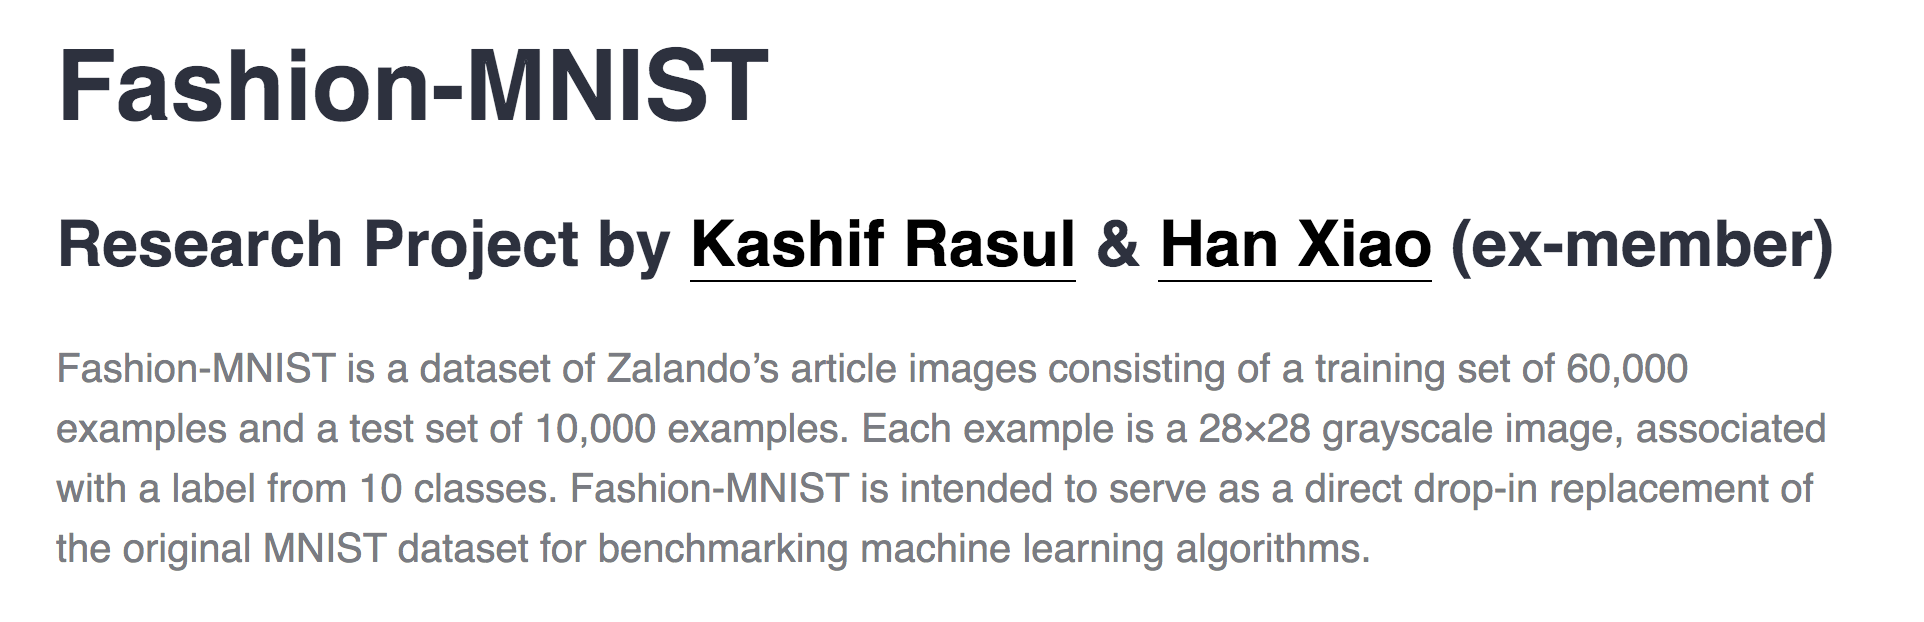 Fashion-MNIST
Research Project by Kashif Rasul & Han Xiao (ex-member)
Fashion-MNIST is a dataset of Zalando’s article images consisting of a training set of 60,000
examples and a test set of 10,000 examples. Each example is a 28×28 grayscale image, associated
with a label from 10 classes. Fashion-MNIST is intended to serve as a direct drop-in replacement of
the original MNIST dataset for benchmarking machine learning algorithms.